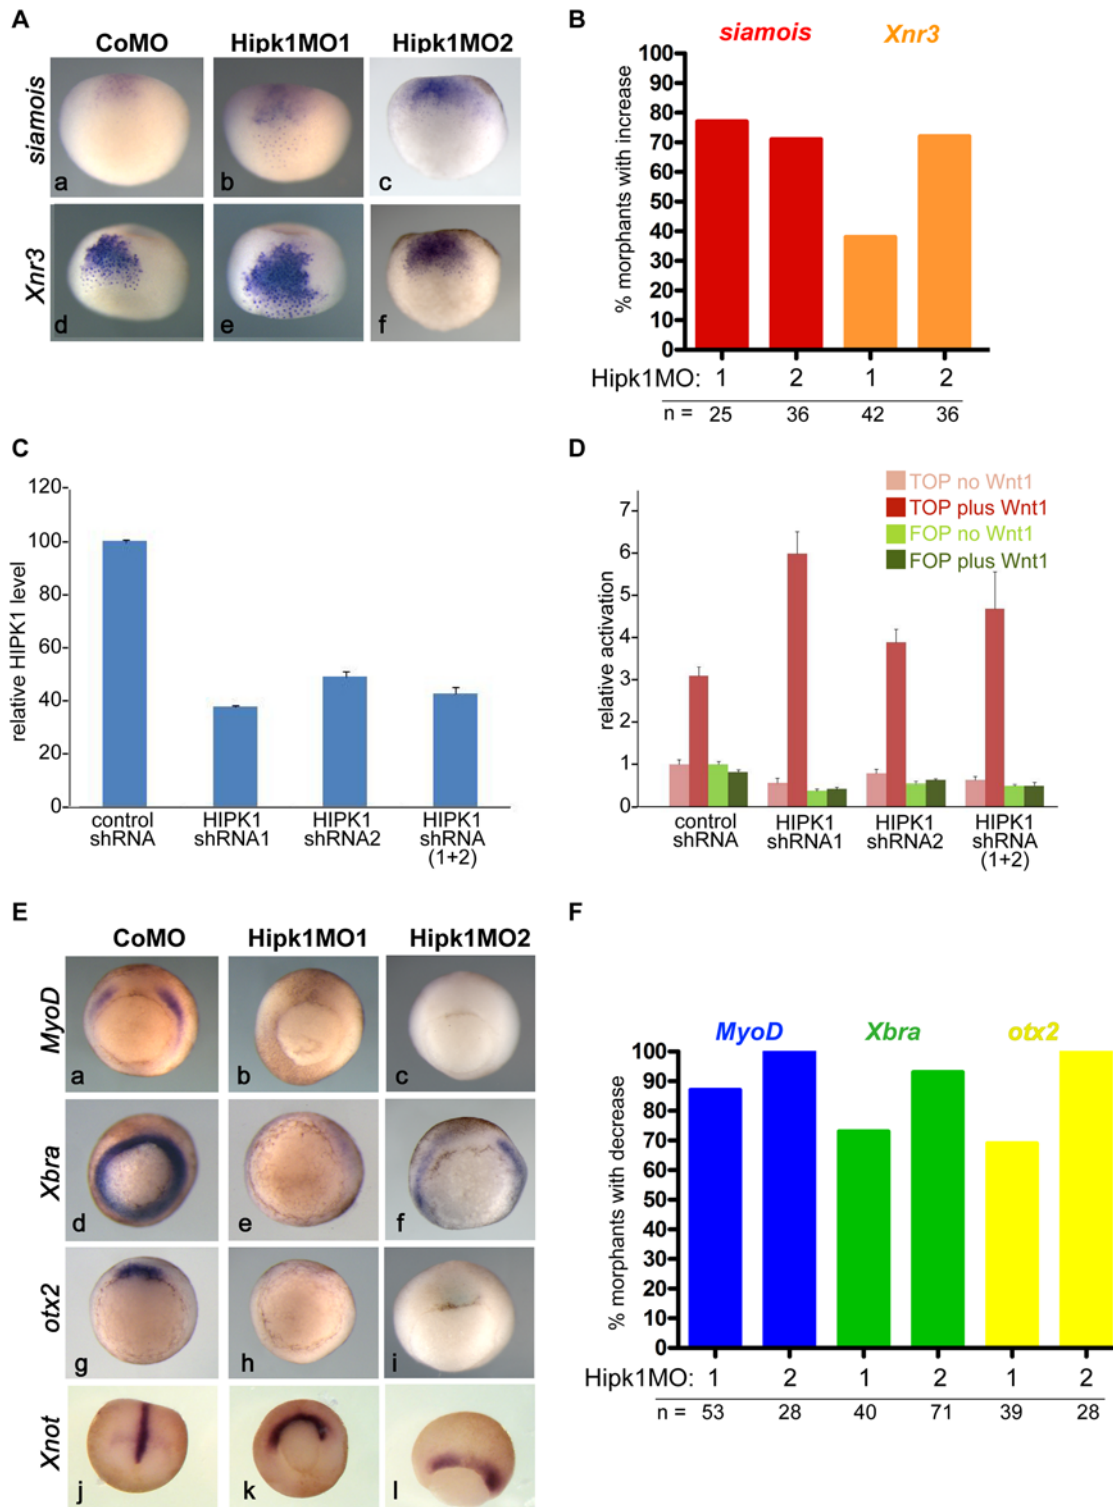 A
CoMO Hipk1MO1 Hipk1MO2
siamois
a b c
Xnr3
d e f
B
siamois Xnr3
% morphants with increase
100
90
80
70
60
50
40
30
20
10
0
Hipk1MO: 1 2 1 2
n = 25 36 42 36
C
relative HIPK1 level
120
100
80
60
40
20
0
control shRNA
HIPK1 shRNA1
HIPK1 shRNA2
HIPK1 shRNA (1+2)
D
TOP no Wnt1
TOP plus Wnt1
FOP no Wnt1
FOP plus Wnt1
relative activation
7
6
5
4
3
2
1
0
control shRNA
HIPK1 shRNA1
HIPK1 shRNA2
HIPK1 shRNA (1+2)
E
CoMO Hipk1MO1 Hipk1MO2
MyoD
a b c
Xbra
d e f
otx2
g h i
Xnot
j k l
F
MyoD Xbra otx2
% morphants with decrease
100
90
80
70
60
50
40
30
20
10
0
Hipk1MO: 1 2 1 2 1 2
n = 53 28 40 71 39 28